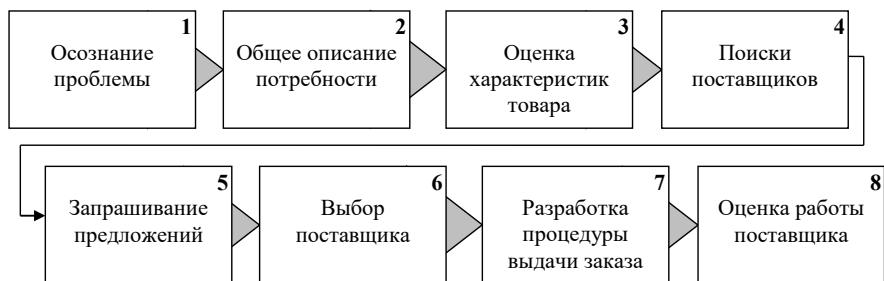 1
Осознание
проблемы
2
Общее описание
потребности
3
Оценка
характеристик
товара
4
Поиски
поставщиков
5
Запрашивание
предложений
6
Выбор
поставщика
7
Разработка
процедуры
выдачи заказа
8
Оценка работы
поставщика